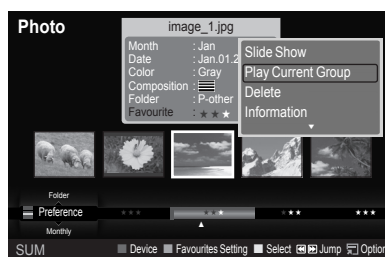 Photo
image_1.jpg
Month : Jan
Date : Jan.01.2
Color : Gray
Composition :
Folder : P-other
Favourite : ★ ★ ★
Slide Show
Play Current Group
Delete
Information
Folder
Preference
Monthly
SUM
Device
Favourites Setting
Select
Jump
Option